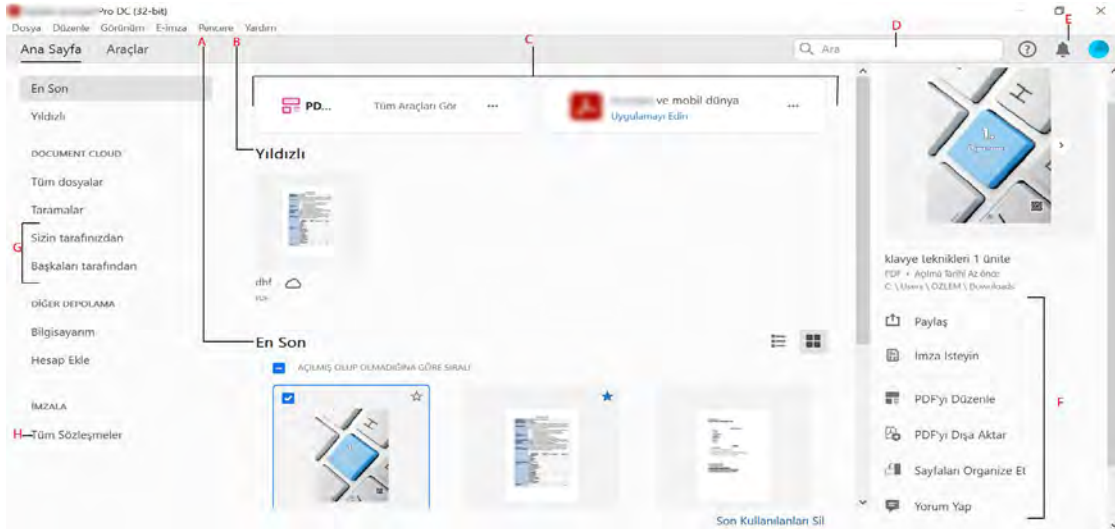 Pro DC (32-bit)
Dosya Düzenle Görünüm E-imza Pencere Yardım
Ana Sayfa Araçlar
A
B
C
D
E
Ara
En Son
Yıldızlı
DOCUMENT CLOUD
Tüm dosyalar
Taramalar
G
Sizin tarafınızdan
Başkaları tarafından
DİĞER DEPOLAMA
Bilgisayarım
Hesap Ekle
İMZALA
H
Tüm Sözleşmeler
PD... Tüm Araçları Gör ...
ve mobil dünya ...
Uygulamayı Edin
Yıldızlı
dhf
PDF
En Son
AÇILMIŞ OLUP OLMADIĞINA GÖRE SIRALI
Son Kullanılanları Sil
klavye teknikleri 1 ünite
PDF • Açılma Tarihi Az önce
C:\Users\OZLEM\Downloads
Paylaş
İmza İsteyin
PDF'yi Düzenle
F
PDF'yi Dışa Aktar
Sayfaları Organize Et
Yorum Yap